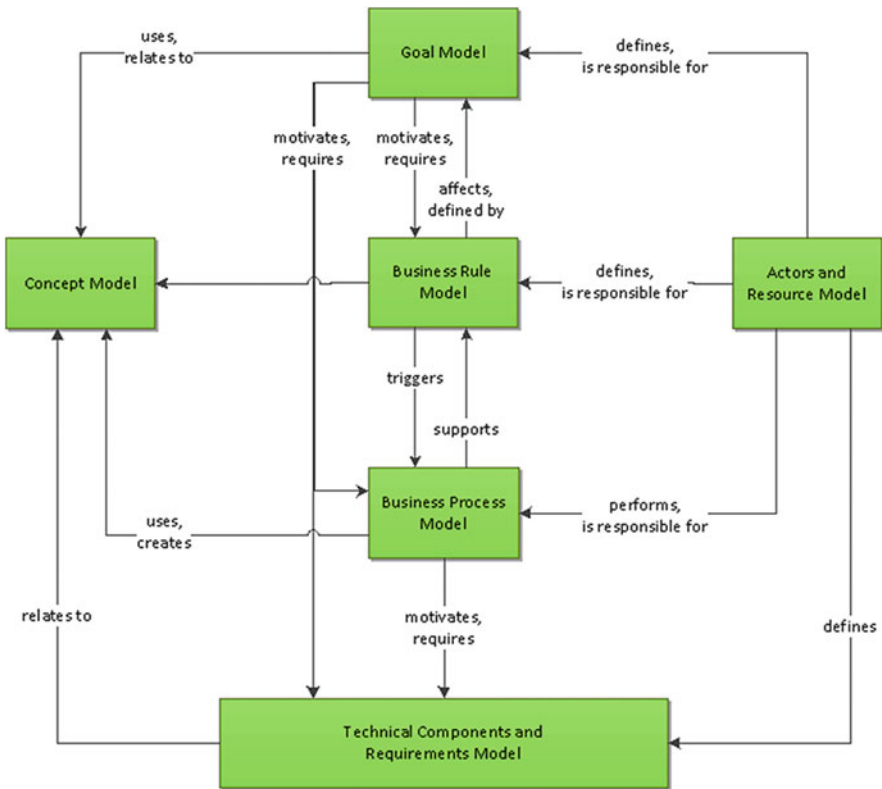 uses,
relates to
Goal Model
defines,
is responsible for
motivates,
requires
motivates,
requires
affects,
defined by
Concept Model
Business Rule
Model
defines,
is responsible for
Actors and
Resource Model
triggers
supports
uses,
creates
Business Process
Model
performs,
is responsible for
relates to
motivates,
requires
defines
Technical Components and
Requirements Model